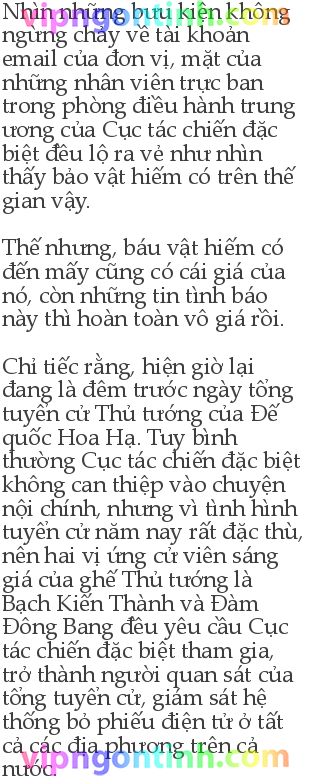 Nhìn những bưu kiện không
ngừng chảy về tài khoản
email của đơn vị, mặt của
những nhân viên trực ban
trong phòng điều hành trung
ương của Cục tác chiến đặc
biệt đều lộ ra vẻ như nhìn
thấy bảo vật hiếm có trên thế
gian vậy.
Thế nhưng, báu vật hiếm có
đến mấy cũng có cái giá của
nó, còn những tin tình báo
này thì hoàn toàn vô giá rồi.
Chỉ tiếc rằng, hiện giờ lại
đang là đêm trước ngày tổng
tuyển cử Thủ tướng của Đế
quốc Hoa Hạ. Tuy bình
thường Cục tác chiến đặc biệt
không can thiệp vào chuyện
nội chính, nhưng vì tình hình
tuyển cử năm nay rất đặc thù,
nên hai vị ứng cử viên sáng
giá của ghế Thủ tướng là
Bạch Kiến Thành và Đàm
Đông Bang đều yêu cầu Cục
tác chiến đặc biệt tham gia,
trở thành người quan sát của
tổng tuyển cử, giám sát hệ
thống bỏ phiếu điện tử ở tất
cả các địa phương trên cả
nước.
vipngontinh.com
vipngontinh.com